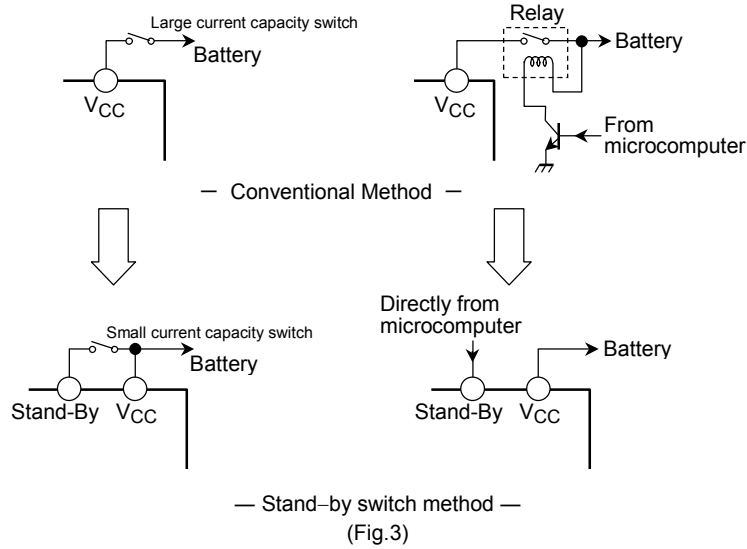 Large current capacity switch
Battery
VCC
Relay
Battery
VCC
From
microcomputer
— Conventional Method —
Small current capacity switch
Battery
Stand-By
VCC
Directly from
microcomputer
Battery
Stand-By
VCC
— Stand–by switch method —
(Fig.3)